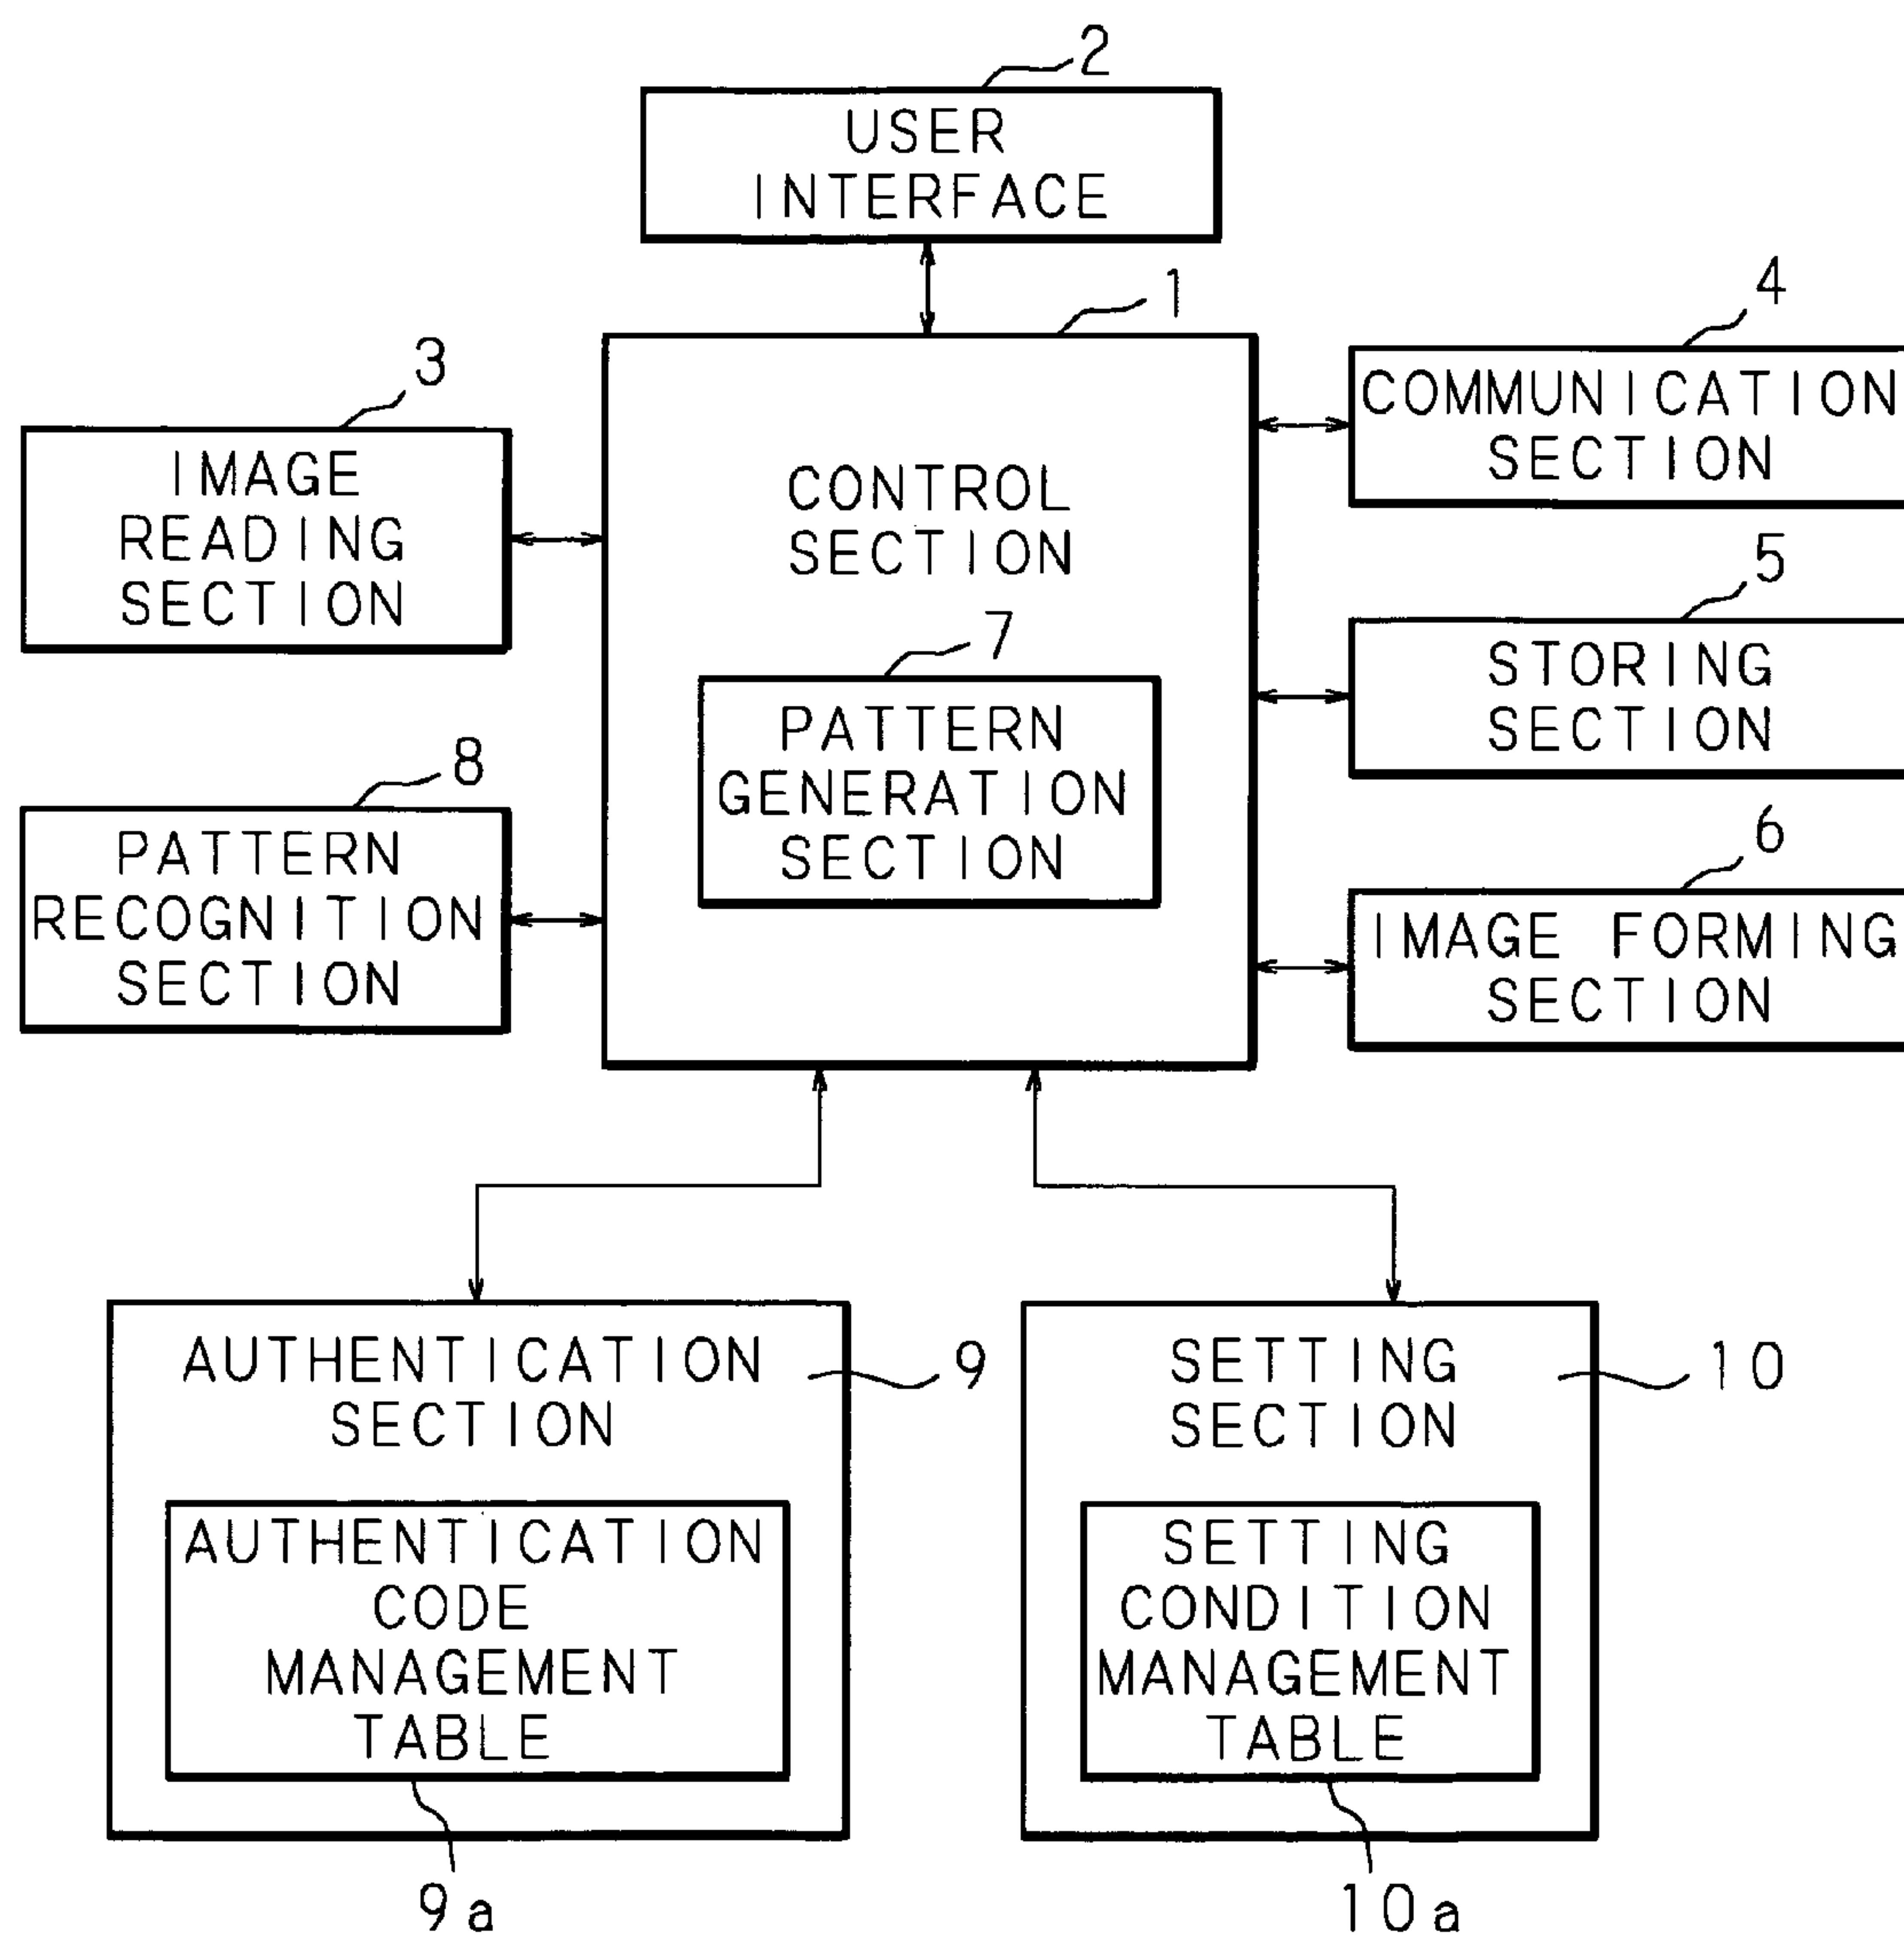 2
USER
INTERFACE
1
CONTROL
SECTION
7
PATTERN
GENERATION
SECTION
3
IMAGE
READING
SECTION
8
PATTERN
RECOGNITION
SECTION
4
COMMUNICATION
SECTION
5
STORING
SECTION
6
IMAGE FORMING
SECTION
AUTHENTICATION
SECTION
9
AUTHENTICATION
CODE
MANAGEMENT
TABLE
9a
SETTING
SECTION
10
SETTING
CONDITION
MANAGEMENT
TABLE
10a